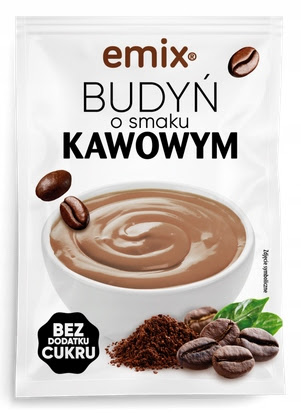 emix®
BUDYŃ
o smaku
KAWOWYM
Zdjęcie symboliczne
BEZ
DODATKU
CUKRU